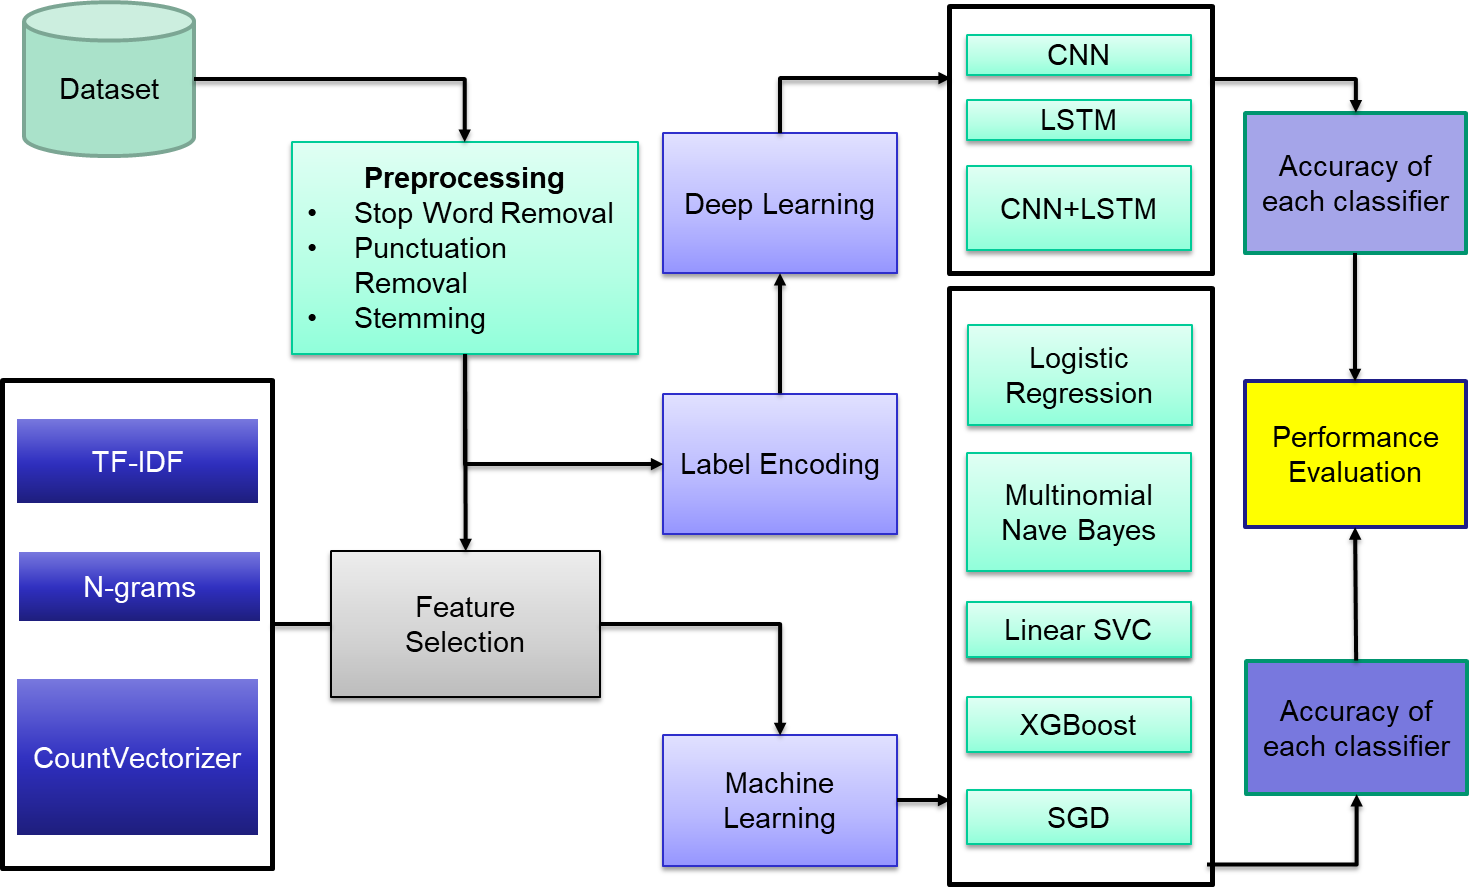 Dataset
Preprocessing
• Stop Word Removal
• Punctuation
Removal
• Stemming
TF-IDF
N-grams
CountVectorizer
Feature
Selection
Label Encoding
Deep Learning
Machine
Learning
CNN
LSTM
CNN+LSTM
Logistic
Regression
Multinomial
Nave Bayes
Linear SVC
XGBoost
SGD
Accuracy of
each classifier
Performance
Evaluation
Accuracy of
each classifier